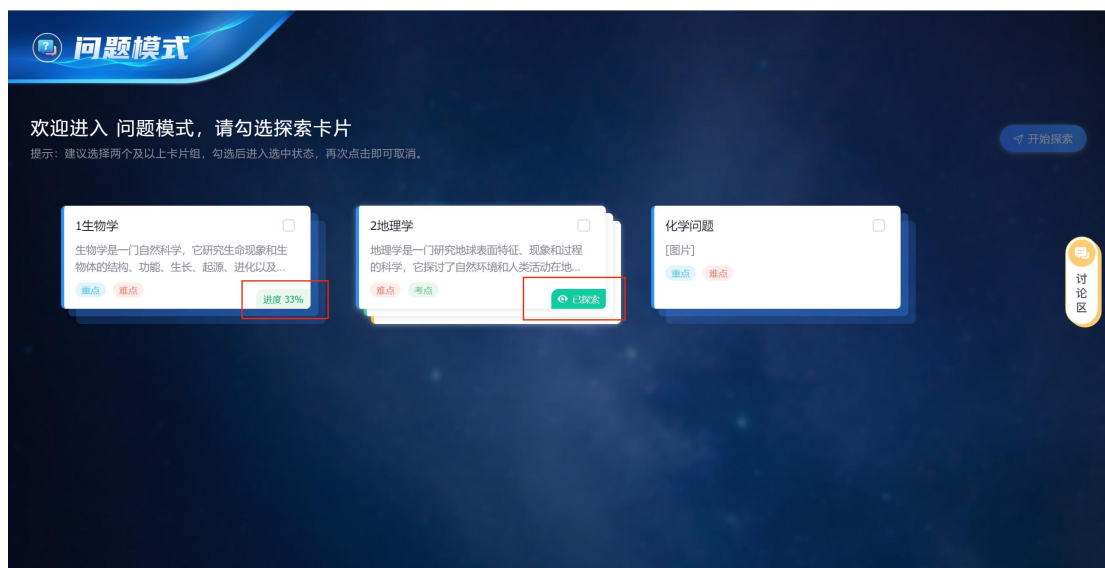 问题模式
欢迎进入 问题模式，请勾选探索卡片
提示：建议选择两个及以上卡片组，勾选后进入选中状态，再次点击即可取消。
开始探索
1生物学
生物学是一门自然科学，它研究生命现象和生
物体的结构、功能、生长、起源、进化以及...
重点 难点
进度 33%
2地理学
地理学是一门研究地球表面特征、现象和过程
的科学，它探讨了自然环境和人类活动在地...
难点 考点
已探索
化学问题
[图片]
重点 难点
讨论区